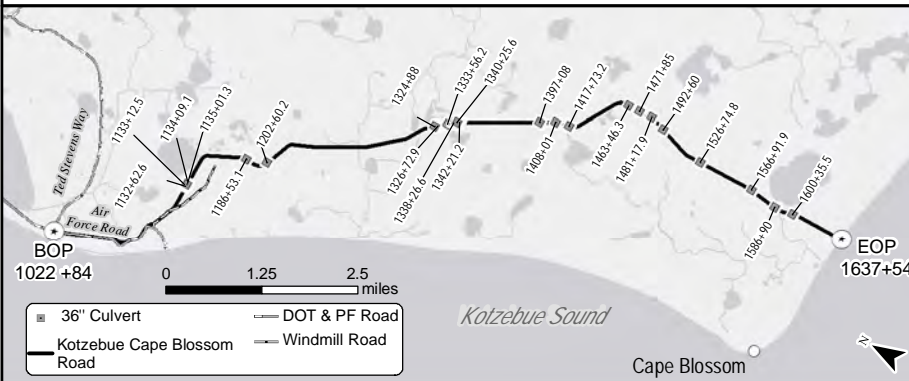 1132+62.6
1133+12.5
1134+09.1
1135+01.3
1186+53.1
1202+60.2
1324+88
1326+72.9
1333+56.2
1338+26.6
1340+25.6
1342+21.2
1397+08
1408+01
1417+73.2
1463+46.3
1471+85
1481+17.9
1492+60
1526+74.8
1566+91.9
1586+90
1600+35.5
Ted Stevens Way
Air
Force Road
BOP
1022 +84
EOP
1637+54
0 1.25 2.5
miles
36" Culvert
DOT & PF Road
Kotzebue Cape Blossom
Road
Windmill Road
Kotzebue Sound
Cape Blossom
N